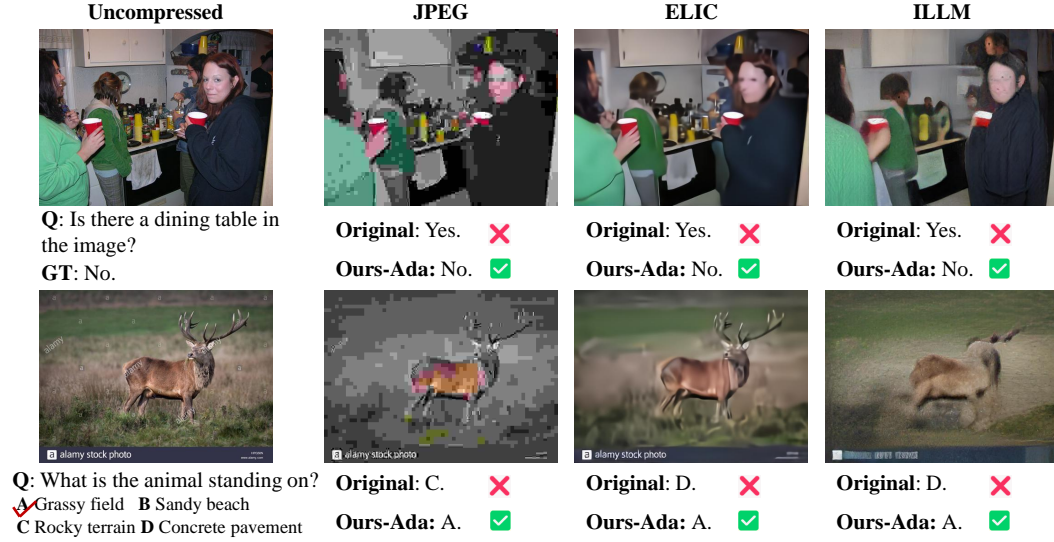 Uncompressed JPEG ELIC ILLM
Q: Is there a dining table in
the image?
GT: No.
Original: Yes.
Ours-Ada: No.
Original: Yes.
Ours-Ada: No.
Original: Yes.
Ours-Ada: No.
alamy
a alamy stock photo
a alamy stock photo
a alamy stock photo
Q: What is the animal standing on?
A Grassy field B Sandy beach
C Rocky terrain D Concrete pavement
Original: C.
Ours-Ada: A.
Original: D.
Ours-Ada: A.
Original: D.
Ours-Ada: A.